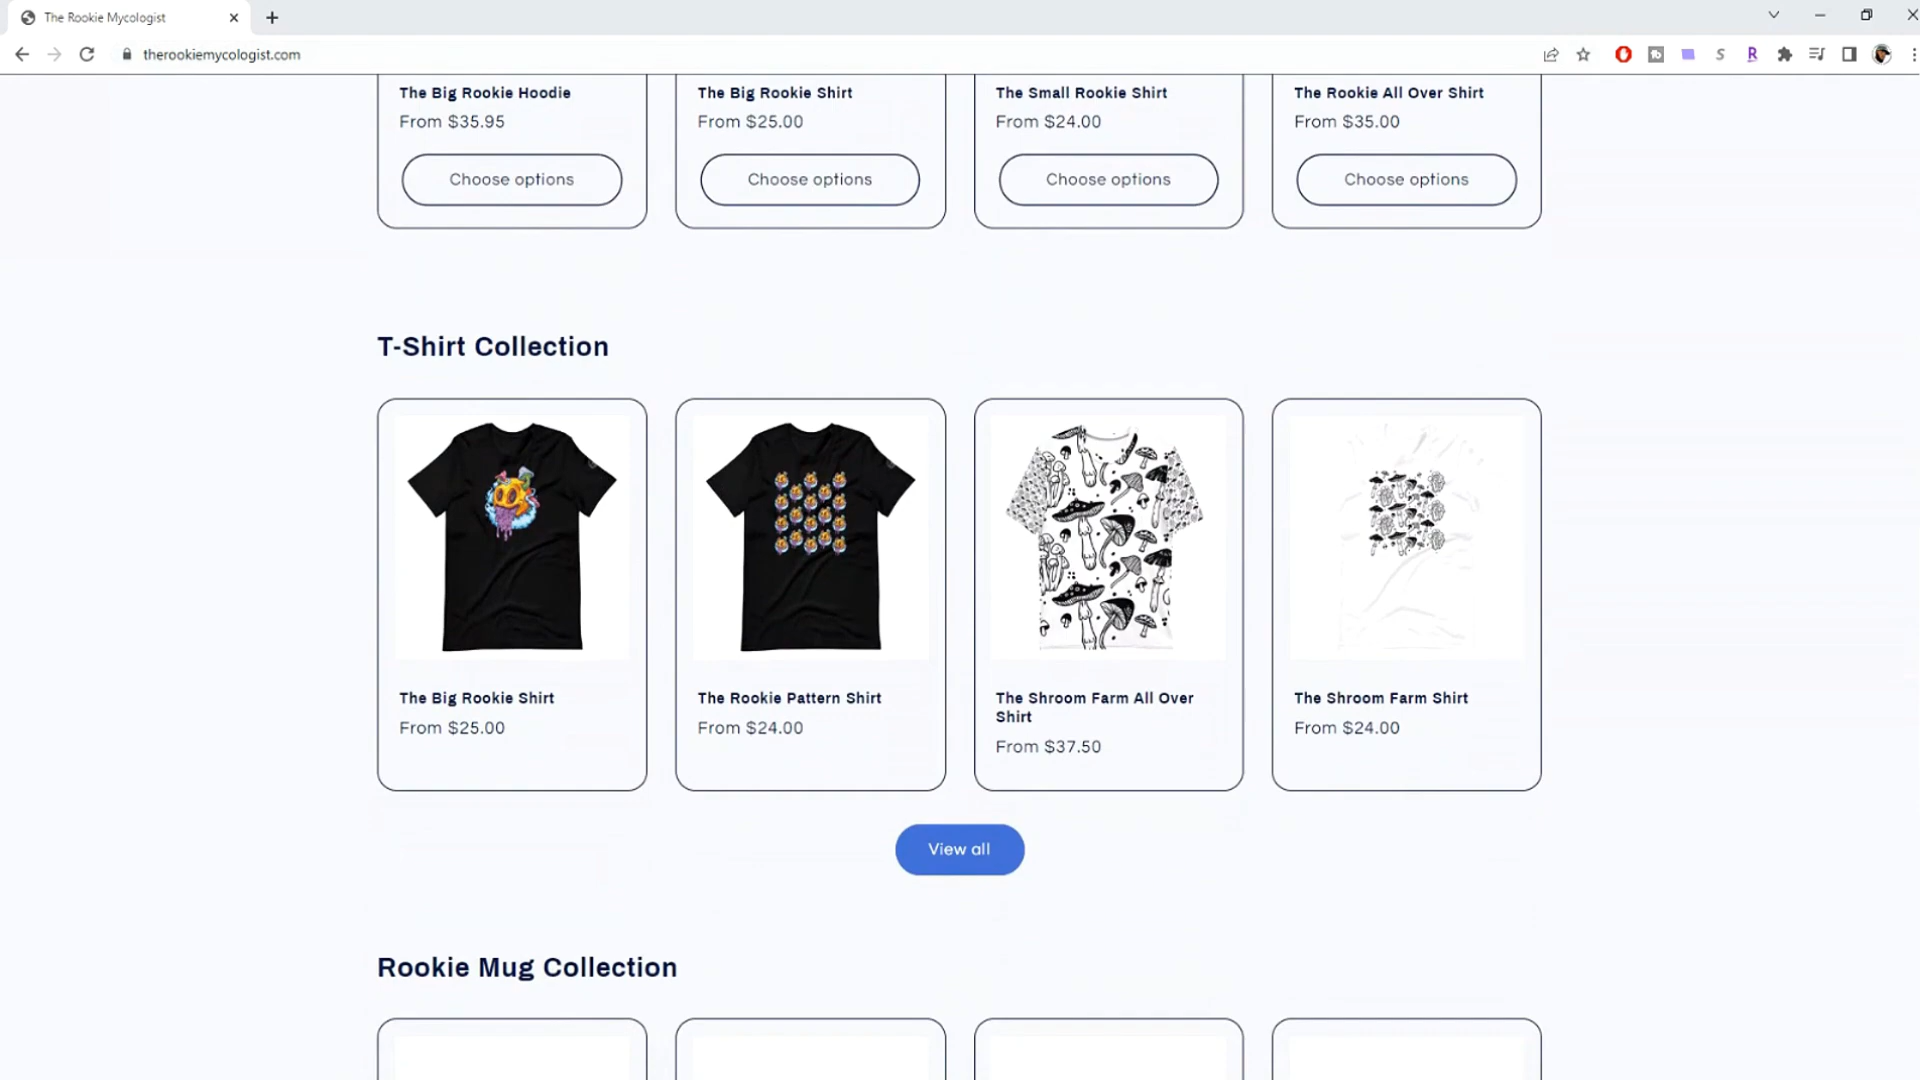 The Rookie Mycologist
therookiemycologist.com
The Big Rookie Hoodie
From $35.95
Choose options
The Big Rookie Shirt
From $25.00
Choose options
The Small Rookie Shirt
From $24.00
Choose options
The Rookie All Over Shirt
From $35.00
Choose options
T-Shirt Collection
The Big Rookie Shirt
From $25.00
The Rookie Pattern Shirt
From $24.00
The Shroom Farm All Over
Shirt
From $37.50
The Shroom Farm Shirt
From $24.00
View all
Rookie Mug Collection